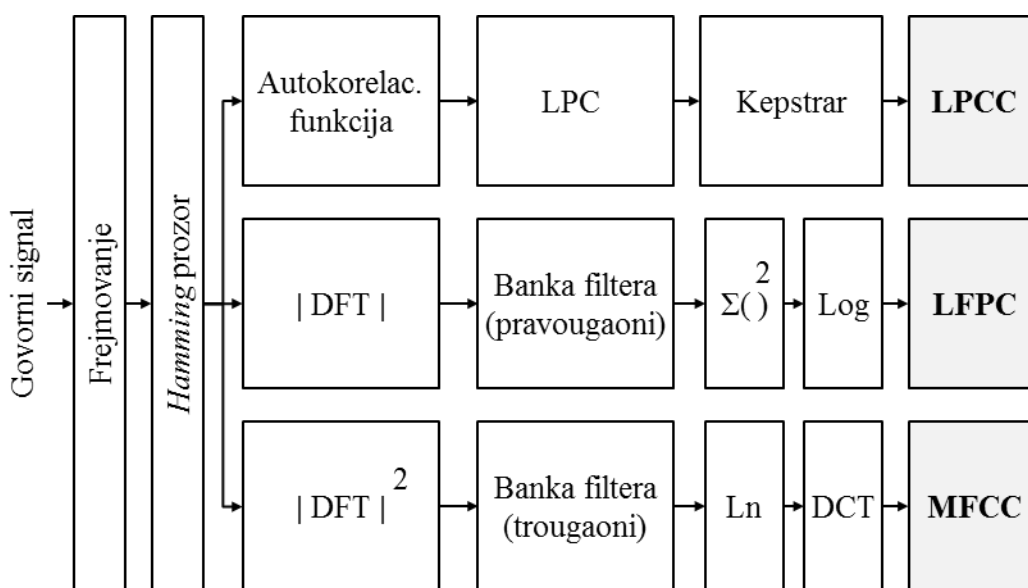 Govorni signal
Frejmovanje
Hamming prozor
Autokorelac.
funkcija
LPC
Kepstrar
LPCC
| DFT |
Banka filtera
(pravougaoni)
Σ( )²
Log
LFPC
| DFT |²
Banka filtera
(trougaoni)
Ln
DCT
MFCC